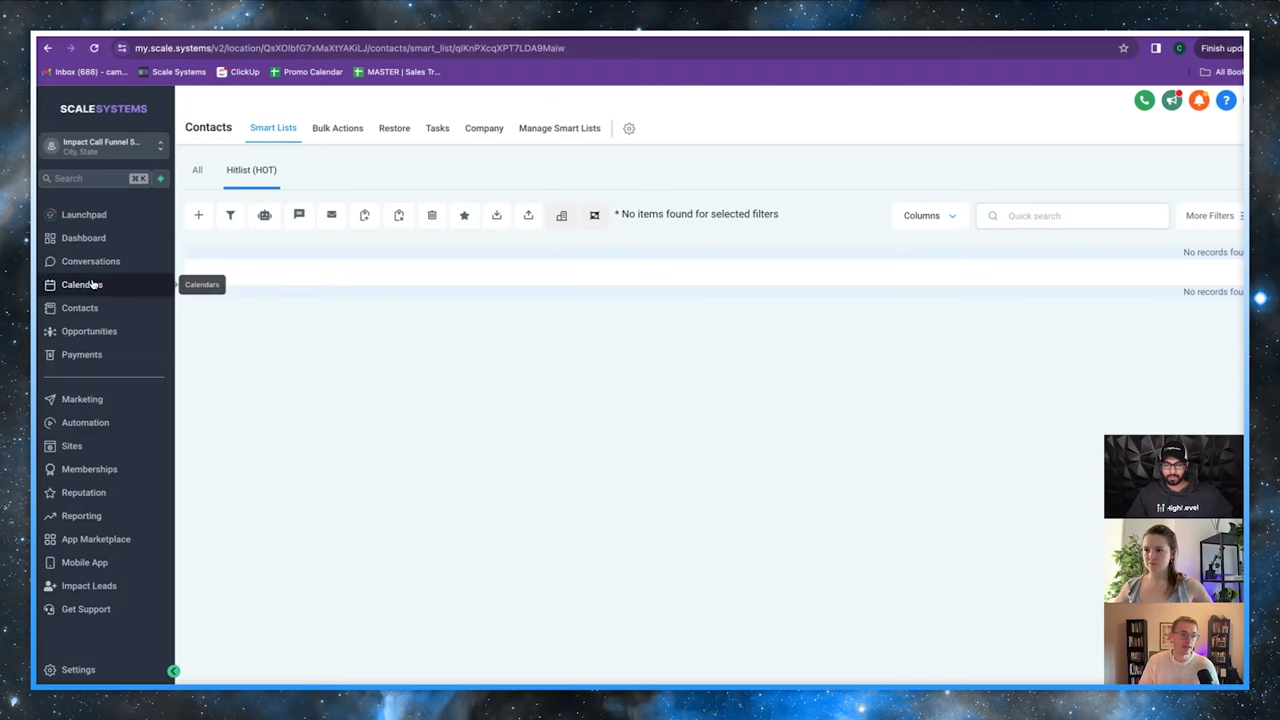 my.scale.systems/v2/location/QsXOIbfG7xMaXtYAKiLJ/contacts/smart_list/qiKnPXcqXPT7LDA9Maiw
C
Finish upd
Inbox (688) - cam...
Scale Systems
ClickUp
Promo Calendar
MASTER | Sales Tr...
All Book
SCALESYSTEMS
Impact Call Funnel S...
City, State
Search
⌘K
Launchpad
Dashboard
Conversations
Calendars
Contacts
Opportunities
Payments
Marketing
Automation
Sites
Memberships
Reputation
Reporting
App Marketplace
Mobile App
Impact Leads
Get Support
Settings
Calendars
Contacts
Smart Lists
Bulk Actions
Restore
Tasks
Company
Manage Smart Lists
All
Hitlist (HOT)
* No items found for selected filters
Columns
Quick search
More Filters
No records fou
No records fou
HighLevel